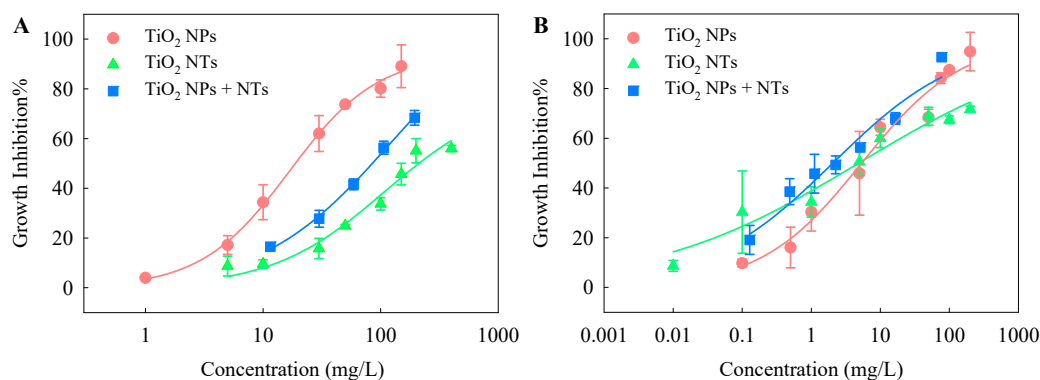 A
TiO₂ NPs
TiO₂ NTs
TiO₂ NPs + NTs
Growth Inhibition%
100
80
60
40
20
0
1
10
100
1000
Concentration (mg/L)
B
TiO₂ NPs
TiO₂ NTs
TiO₂ NPs + NTs
Growth Inhibition%
100
80
60
40
20
0
0.001
0.01
0.1
1
10
100
1000
Concentration (mg/L)